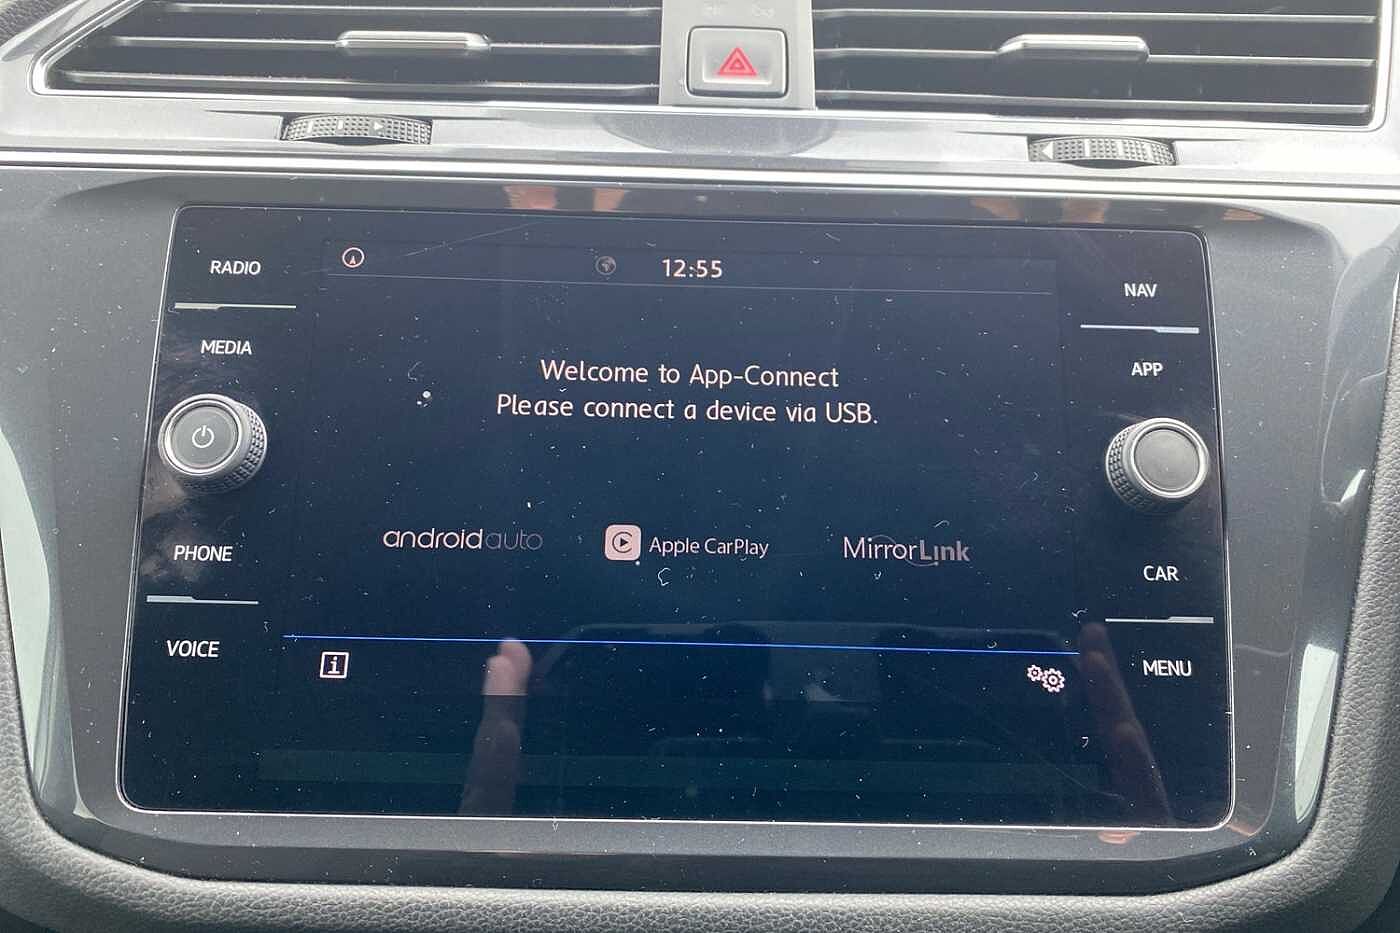 12:55
RADIO
MEDIA
PHONE
VOICE
Welcome to App-Connect
Please connect a device via USB.
androidauto
Apple CarPlay
MirrorLink
NAV
APP
CAR
MENU